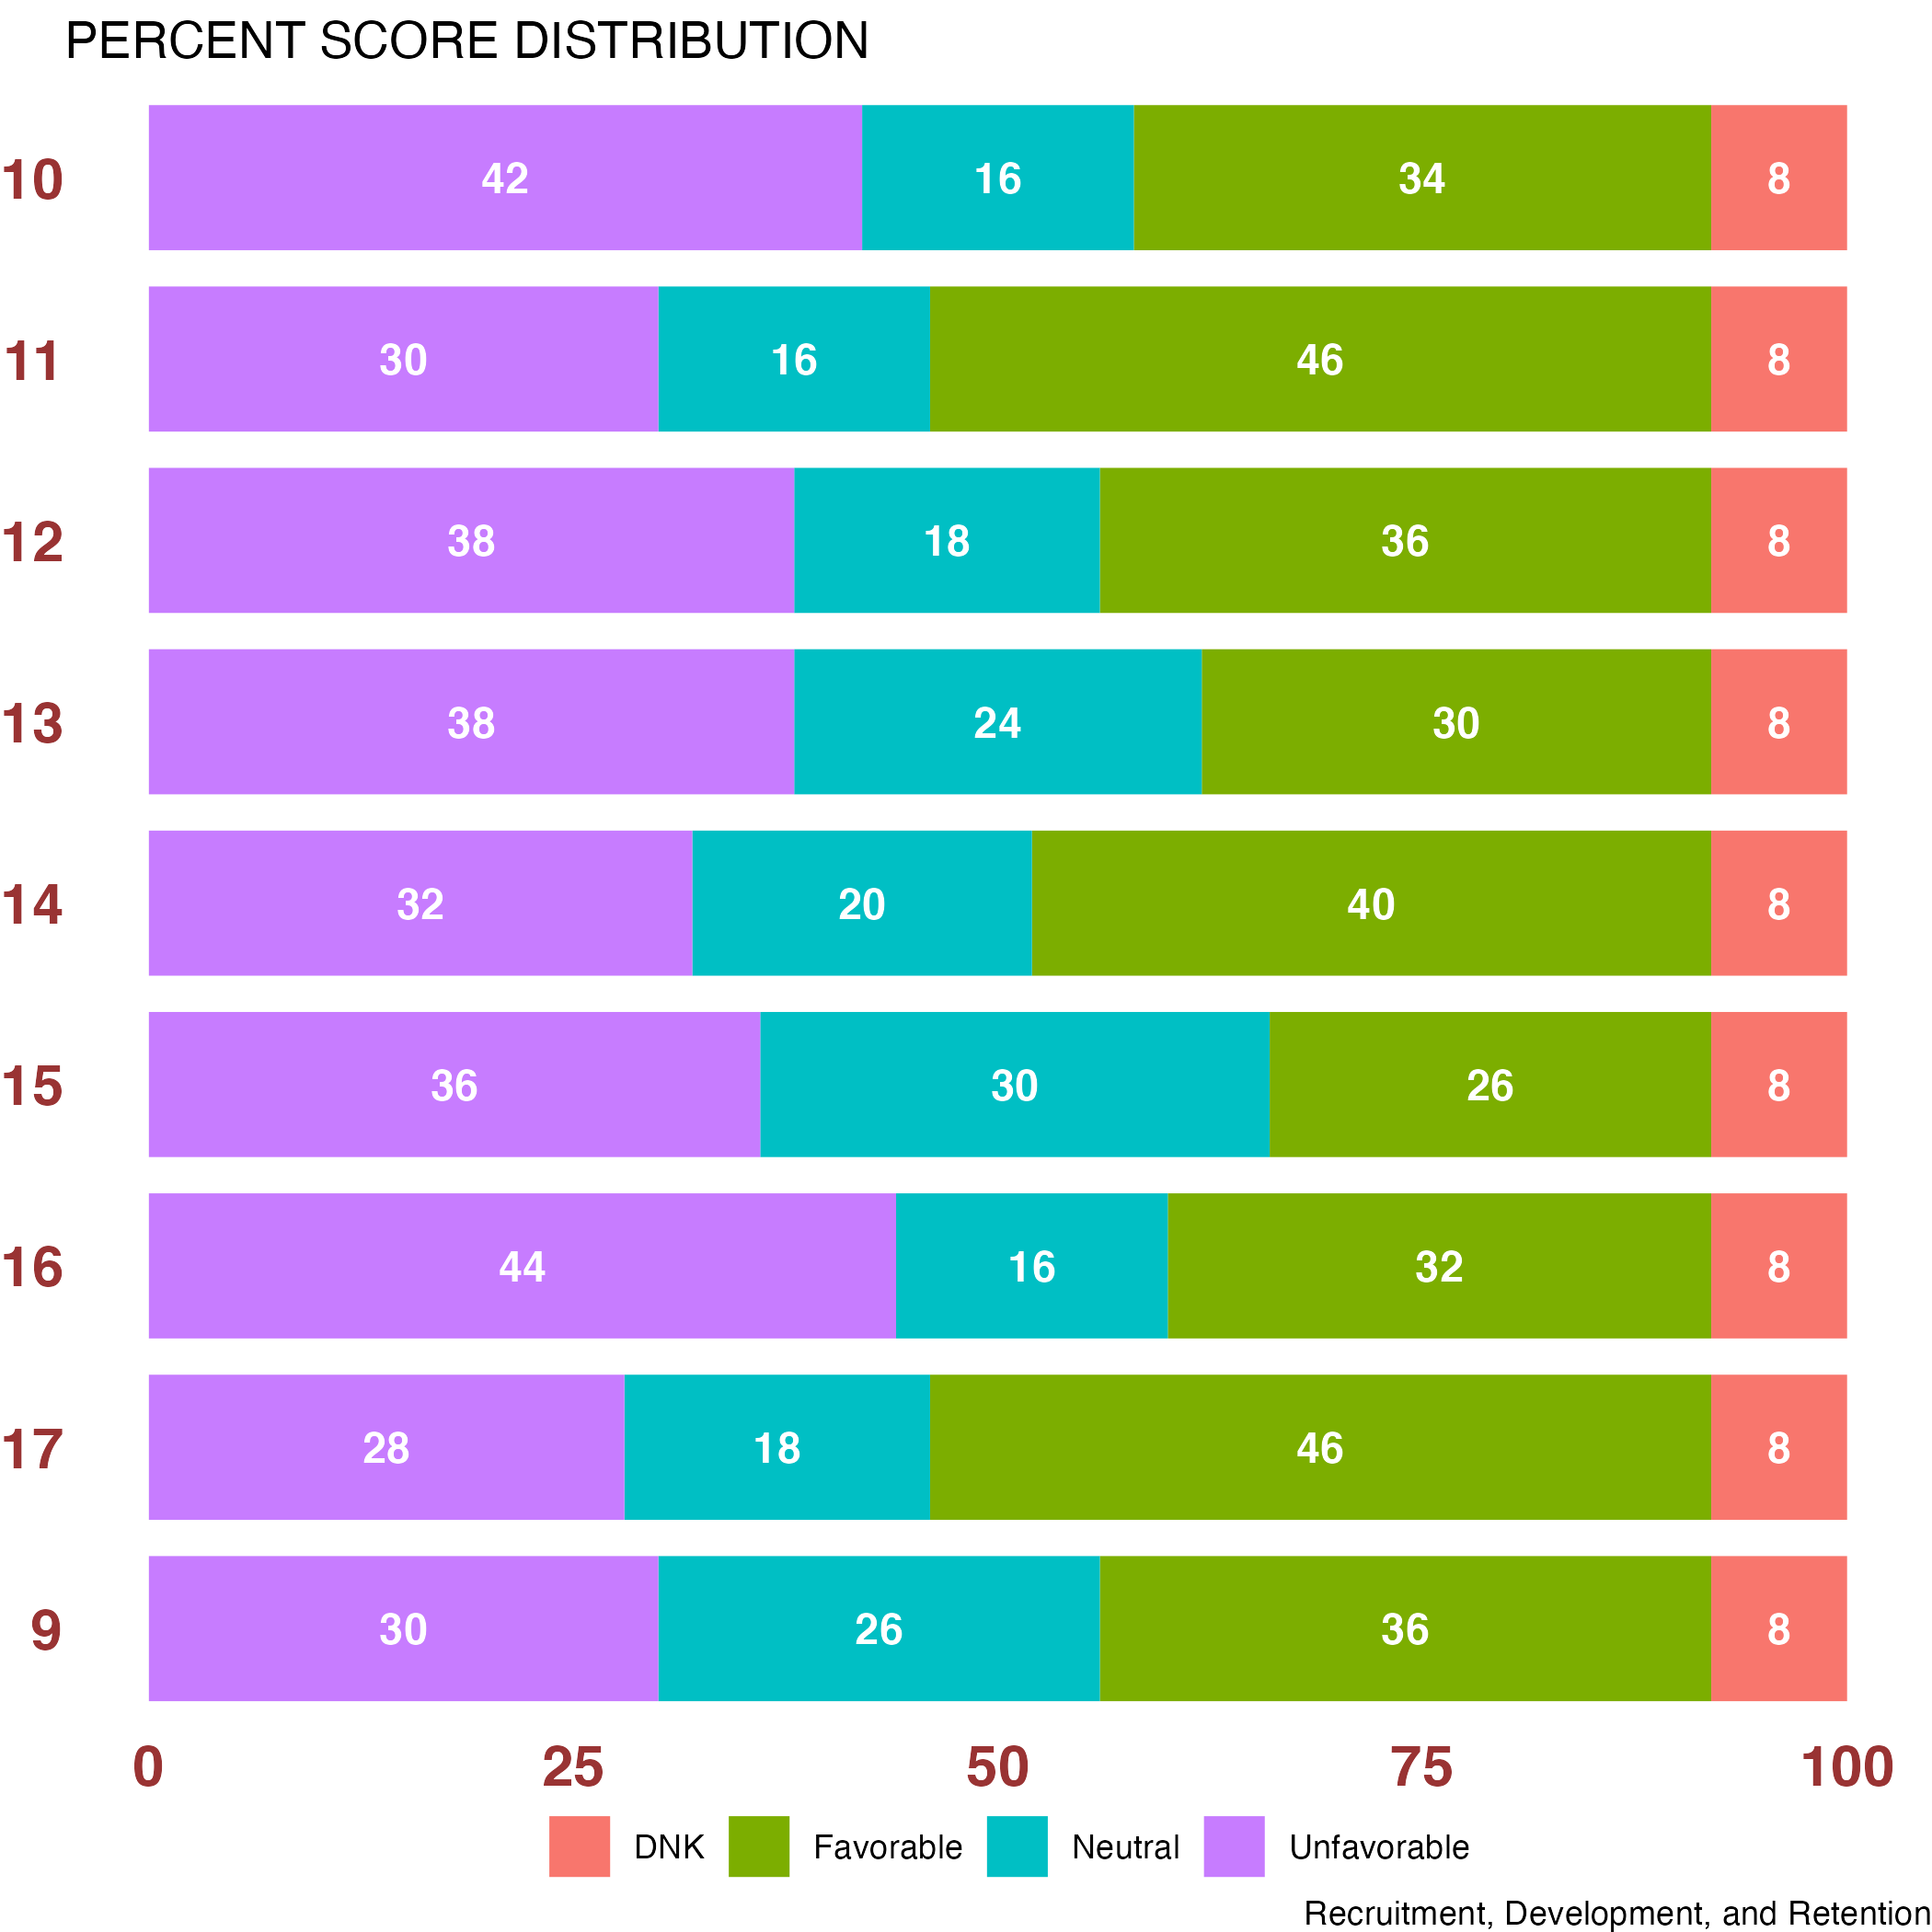 PERCENT SCORE DISTRIBUTION
10 42 16 34 8
11 30 16 46 8
12 38 18 36 8
13 38 24 30 8
14 32 20 40 8
15 36 30 26 8
16 44 16 32 8
17 28 18 46 8
9 30 26 36 8
0 25 50 75 100
DNK Favorable Neutral Unfavorable
Recruitment, Development, and Retention